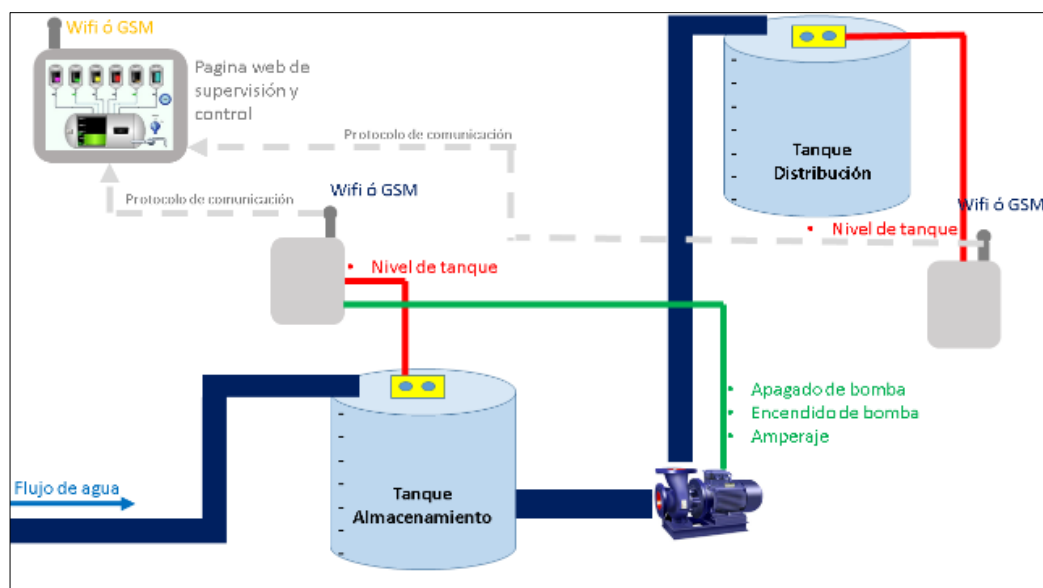 Wifi ó GSM
Pagina web de
supervisión y
control
Protocolo de comunicación
Tanque
Distribución
Protocolo de comunicación
Wifi ó GSM
Wifi ó GSM
• Nivel de tanque
• Nivel de tanque
• Apagado de bomba
• Encendido de bomba
• Amperaje
Flujo de agua
Tanque
Almacenamiento